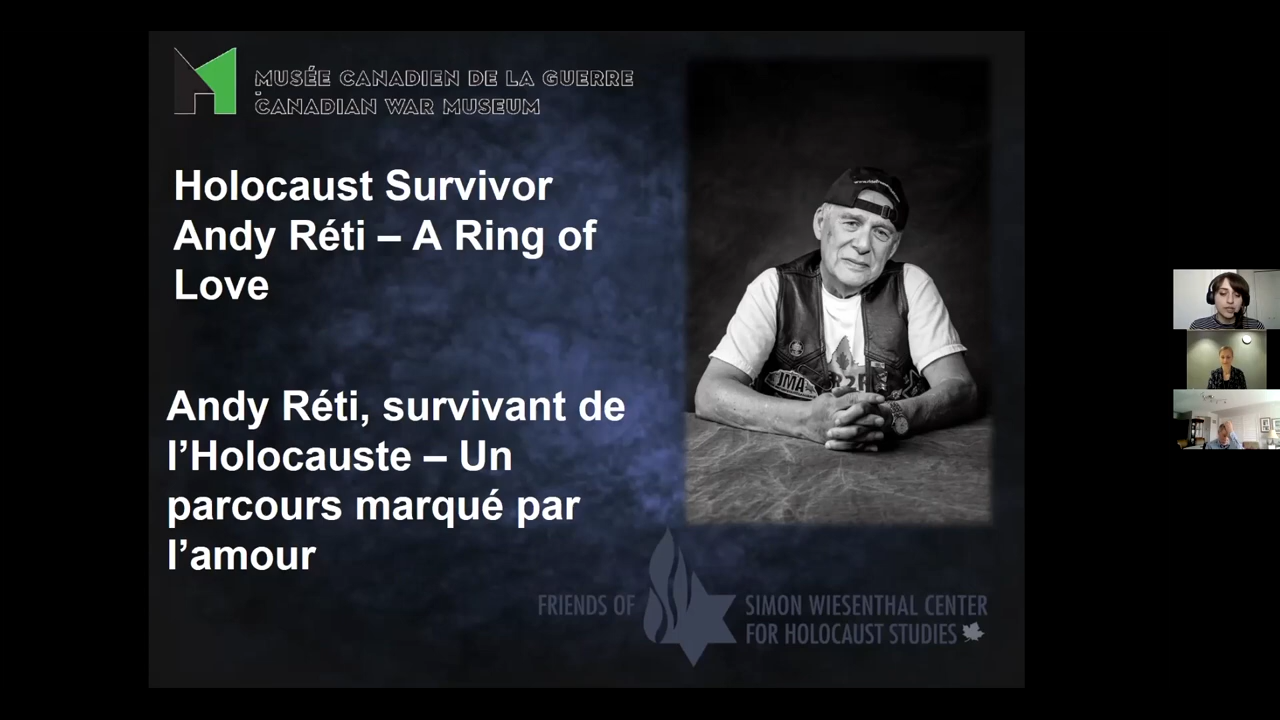 MUSÉE CANADIEN DE LA GUERRE
CANADIAN WAR MUSEUM
Holocaust Survivor
Andy Réti – A Ring of
Love
Andy Réti, survivant de
l’Holocauste – Un
parcours marqué par
l’amour
JMA
FRIENDS OF
SIMON WIESENTHAL CENTER
FOR HOLOCAUST STUDIES